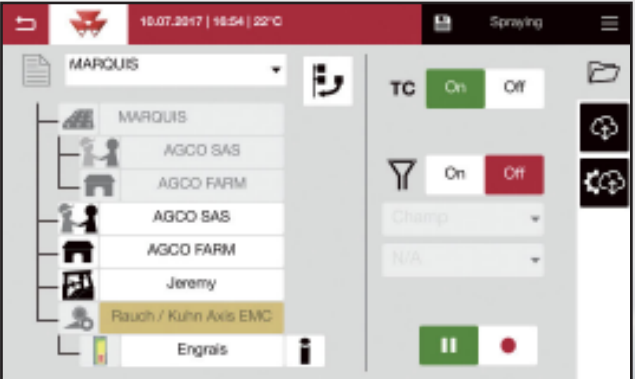 10.07.2017 | 16:54 | 22°C
Spraying
MARQUIS
MARQUIS
AGCO SAS
AGCO FARM
AGCO SAS
AGCO FARM
Jeremy
Rauch / Kuhn Axis EMC
Engrais
TC On Off
On Off
Champ
N/A